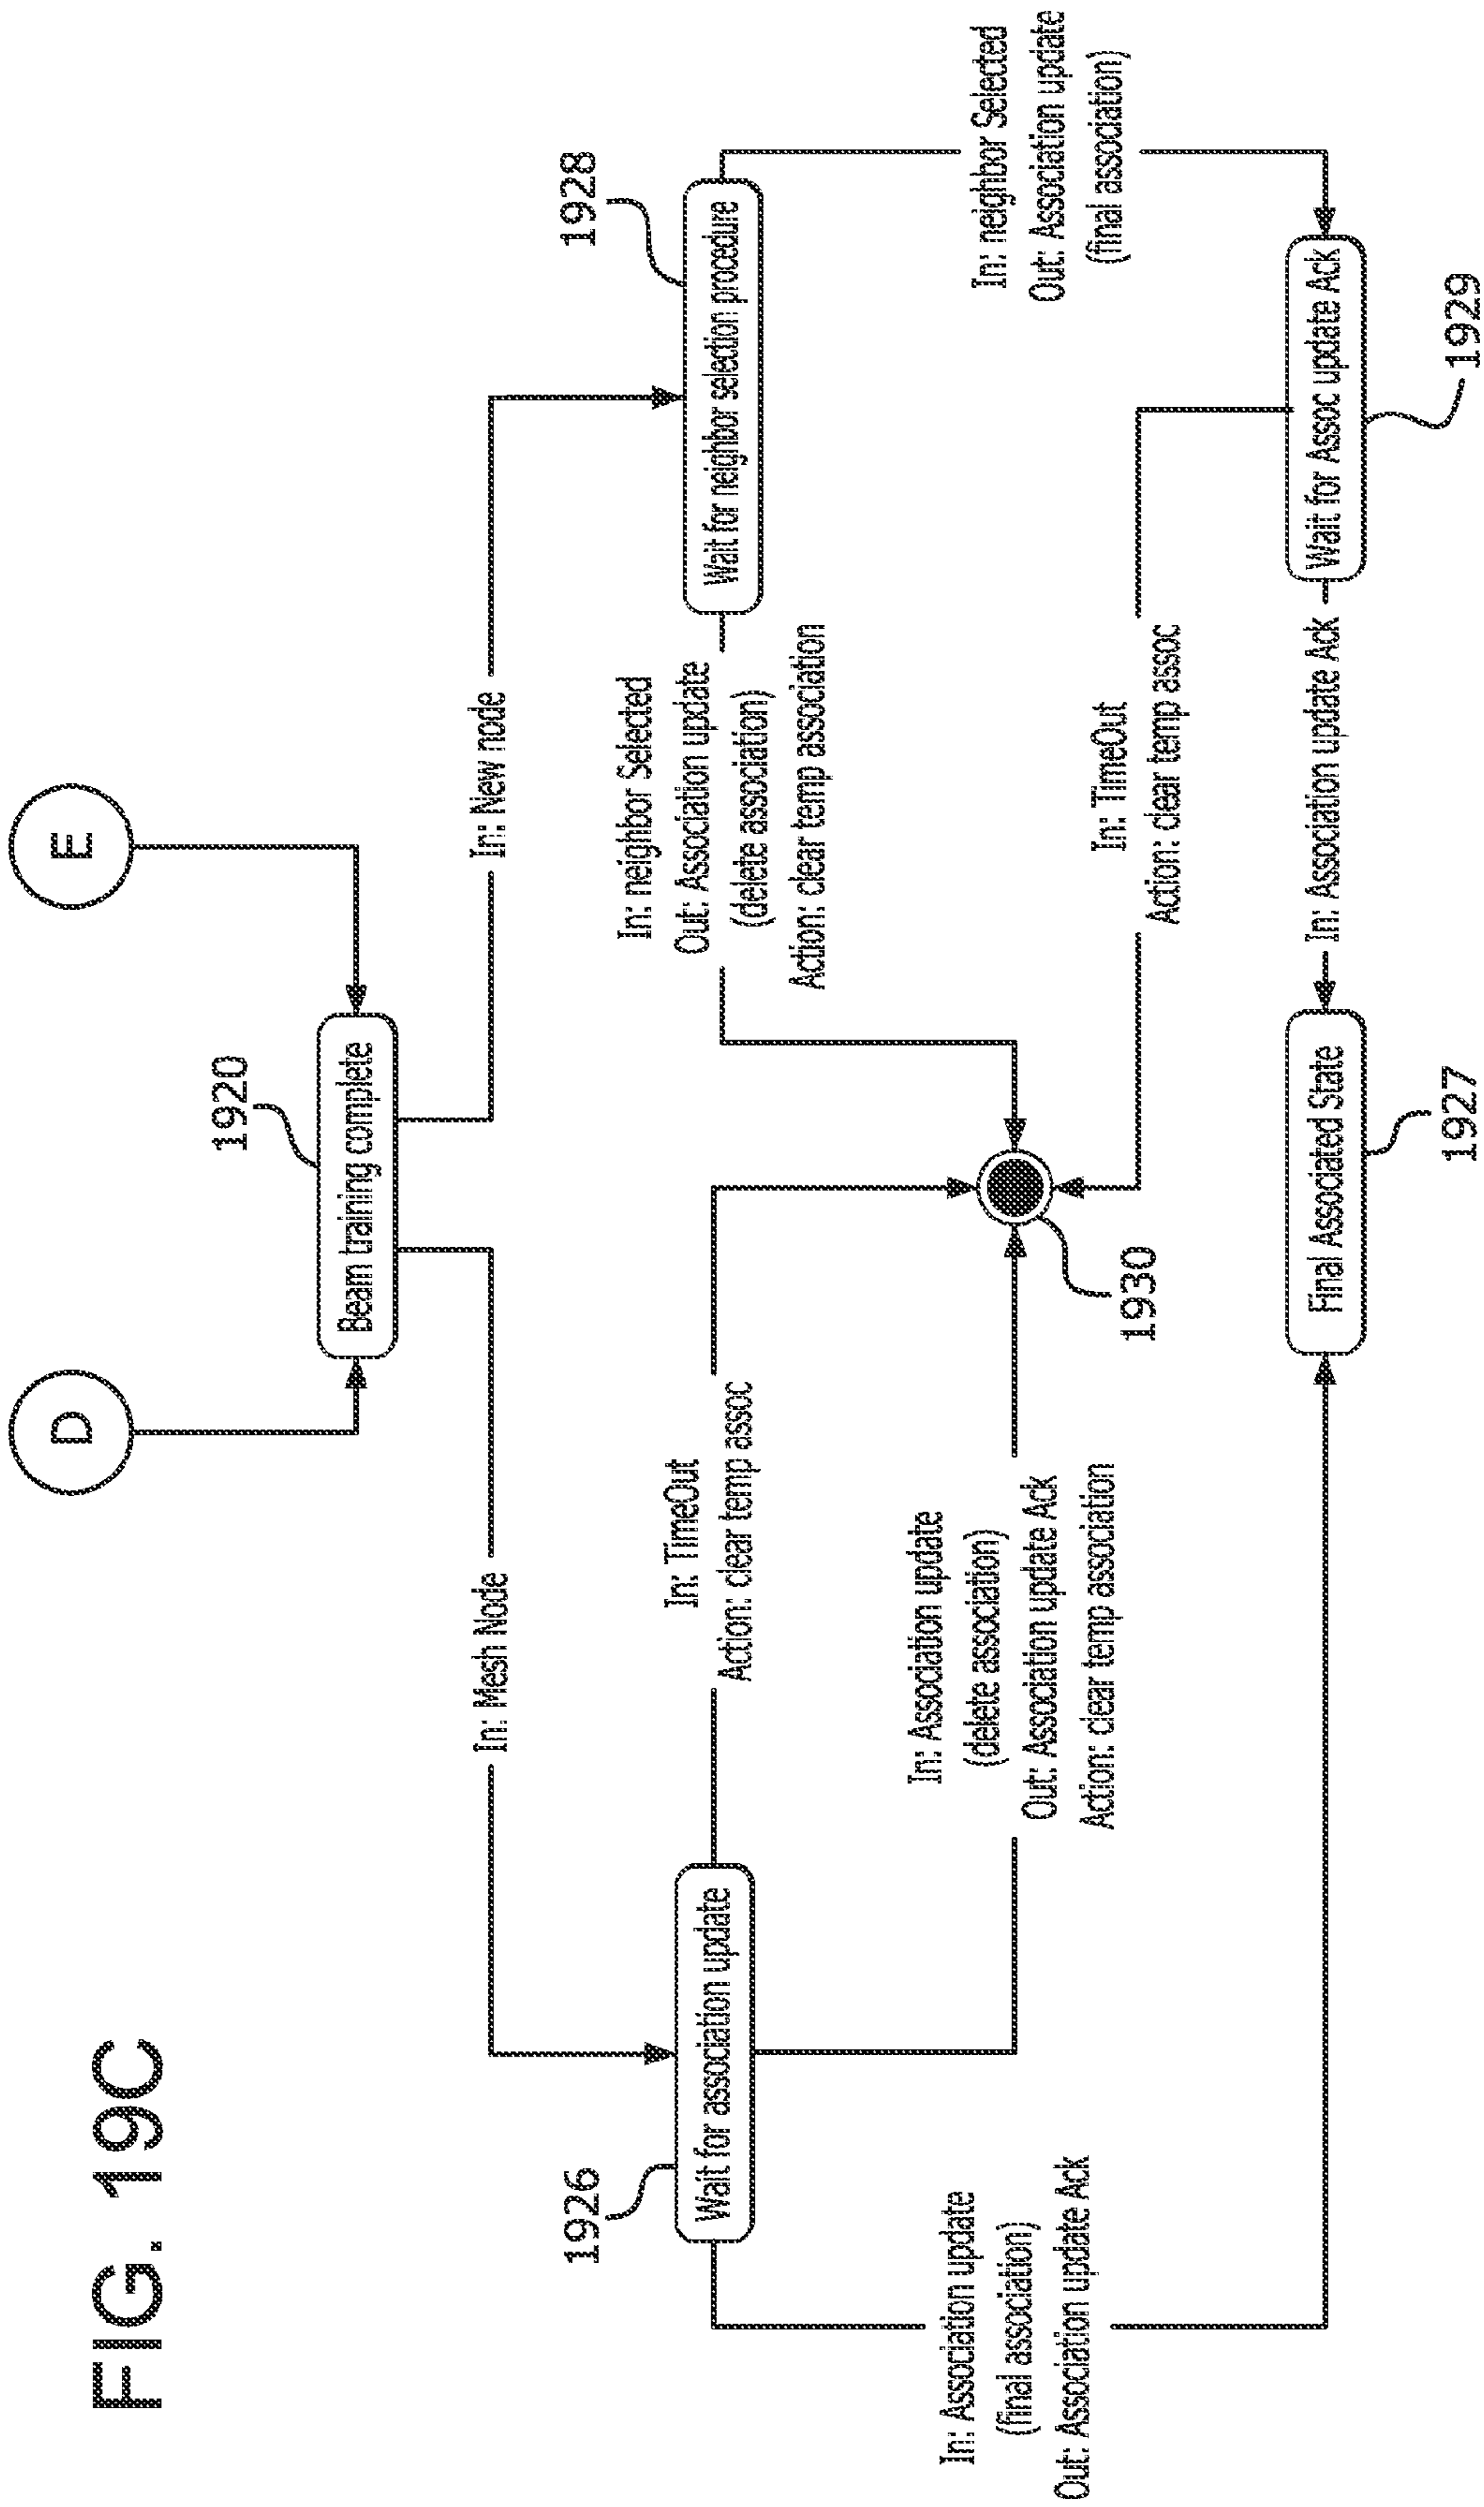 FIG. 19C
D
E
1920
Beam training complete
In: Mesh Node
In: New node
1926
Wait for association update
1928
Wait for neighbor selection procedure
In: TimeOut
Action: clear temp assoc
In: neighbor Selected
Out: Association update
(delete association)
Action: clear temp association
In: Association update
(delete association)
Out: Association update Ack
Action: clear temp association
1930
In: TimeOut
Action: clear temp assoc
In: neighbor Selected
Out: Association update
(final association)
In: Association update
(final association)
Out: Association update Ack
Final Associated State
1927
In: Association update Ack
Wait for Assoc update Ack
1929